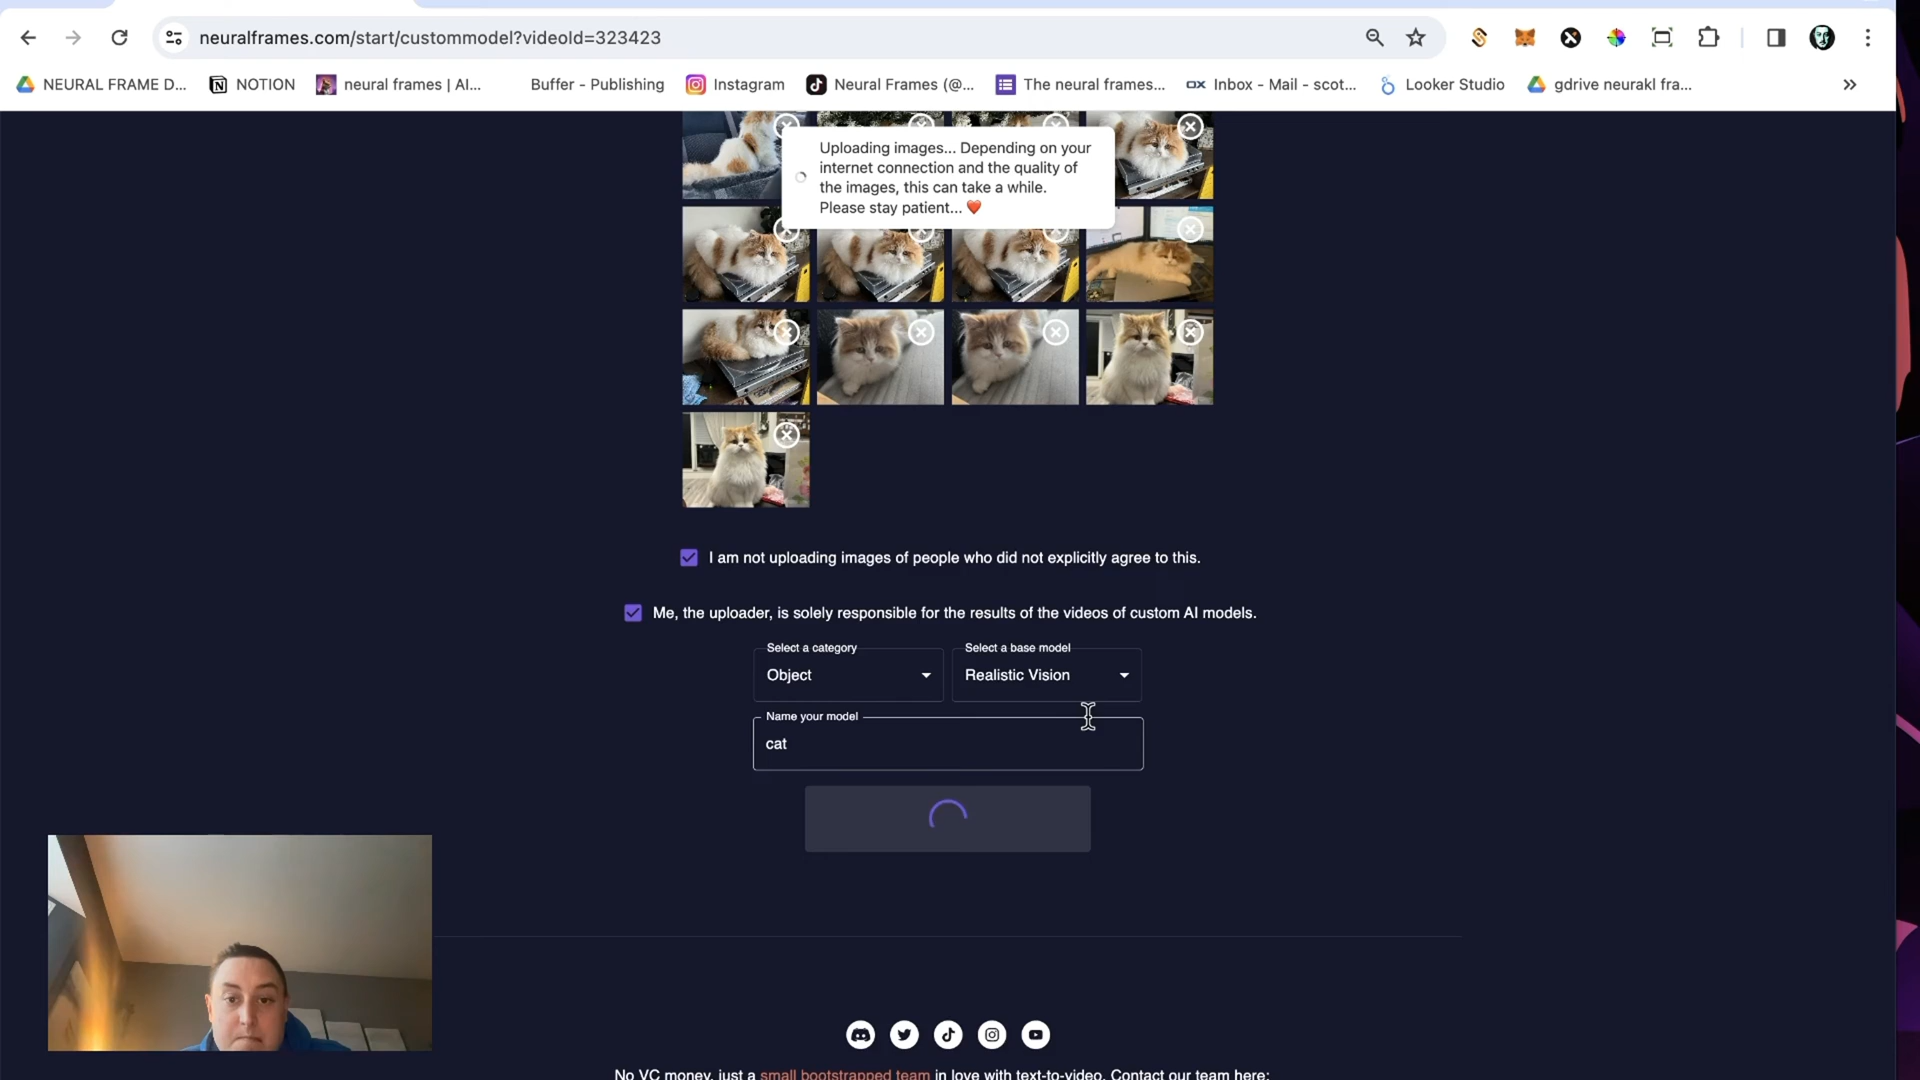 neuralframes.com/start/custommodel?videoId=323423
NEURAL FRAME D...
NOTION
neural frames | AI...
Buffer - Publishing
Instagram
Neural Frames (@...
The neural frames...
OX Inbox - Mail - scot...
Looker Studio
gdrive neurakl fra...
Uploading images... Depending on your
internet connection and the quality of
the images, this can take a while.
Please stay patient... ❤️
I am not uploading images of people who did not explicitly agree to this.
Me, the uploader, is solely responsible for the results of the videos of custom AI models.
Select a category
Object
Select a base model
Realistic Vision
Name your model
cat
No VC money, just a small bootstrapped team in love with text-to-video. Contact our team here: